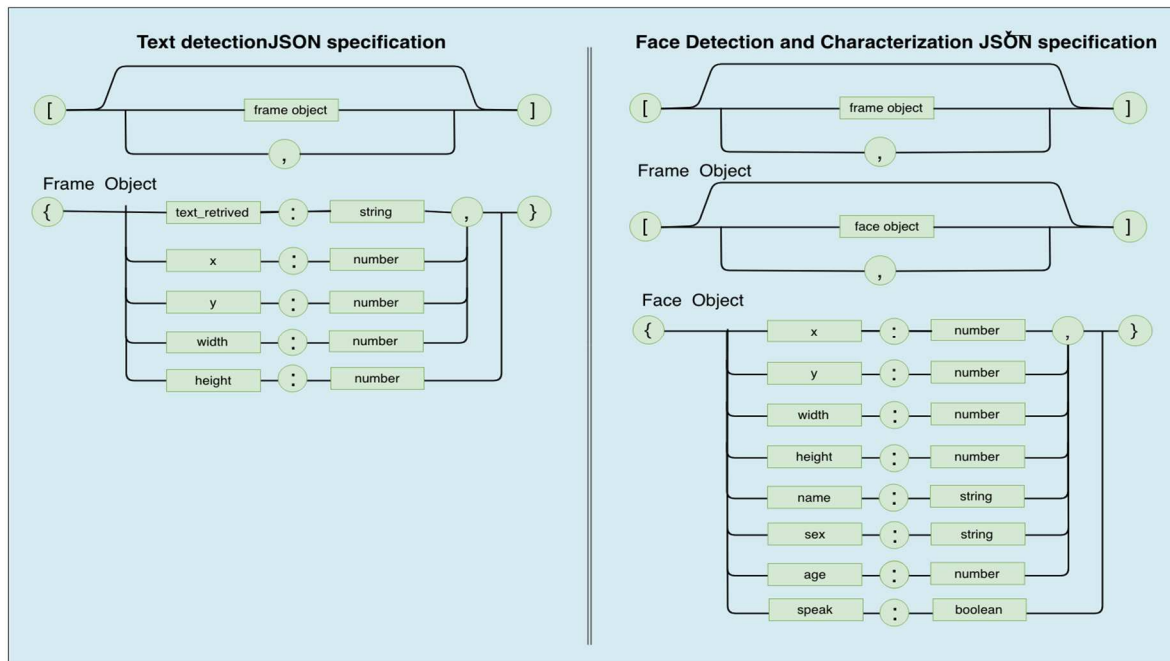 Text detectionJSON specification
[ frame object ]
,
Frame Object
{ text_retrived : string , }
x : number
y : number
width : number
height : number
Face Detection and Characterization JSŎN specification
[ frame object ]
,
Frame Object
[ face object ]
,
Face Object
{ x : number , }
y : number
width : number
height : number
name : string
sex : string
age : number
speak : boolean